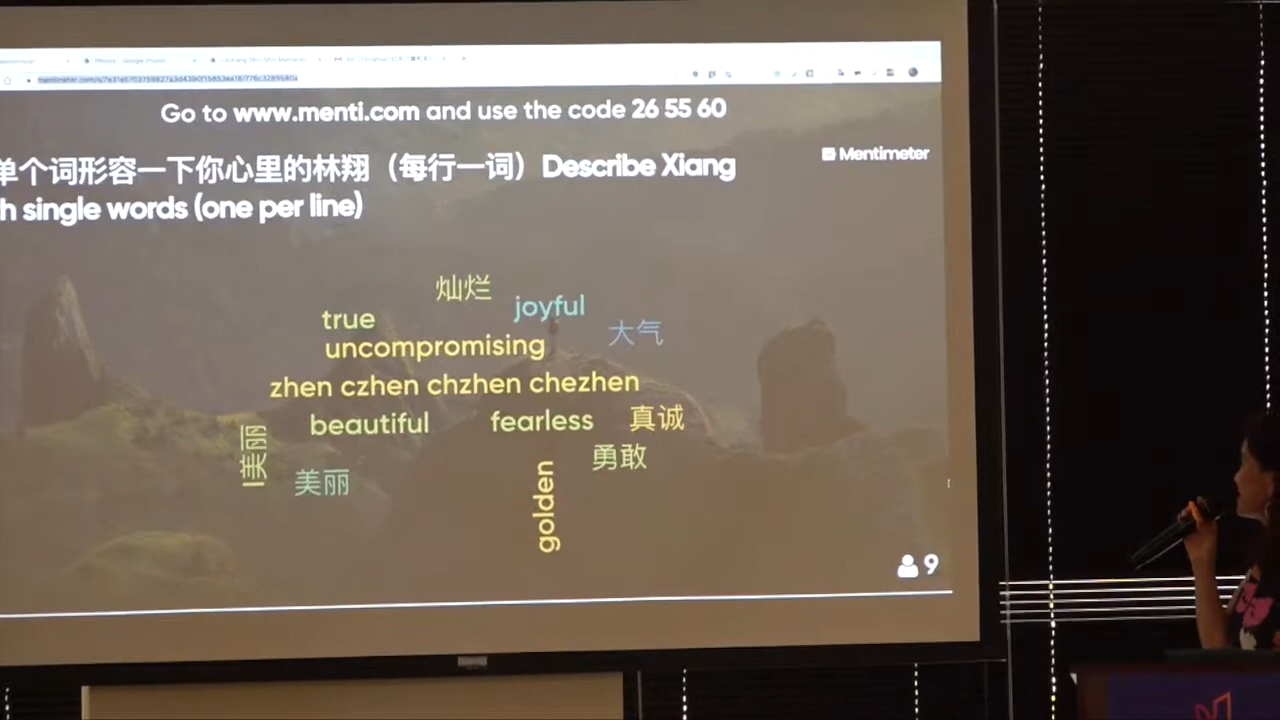 Go to www.menti.com and use the code 26 55 60
Mentimeter
单个词形容一下你心里的林翔（每行一词）Describe Xiang
h single words (one per line)
灿烂
joyful
true
大气
uncompromising
zhen czhen chzhen chezhen
beautiful
fearless
真诚
l美丽
美丽
勇敢
golden
9